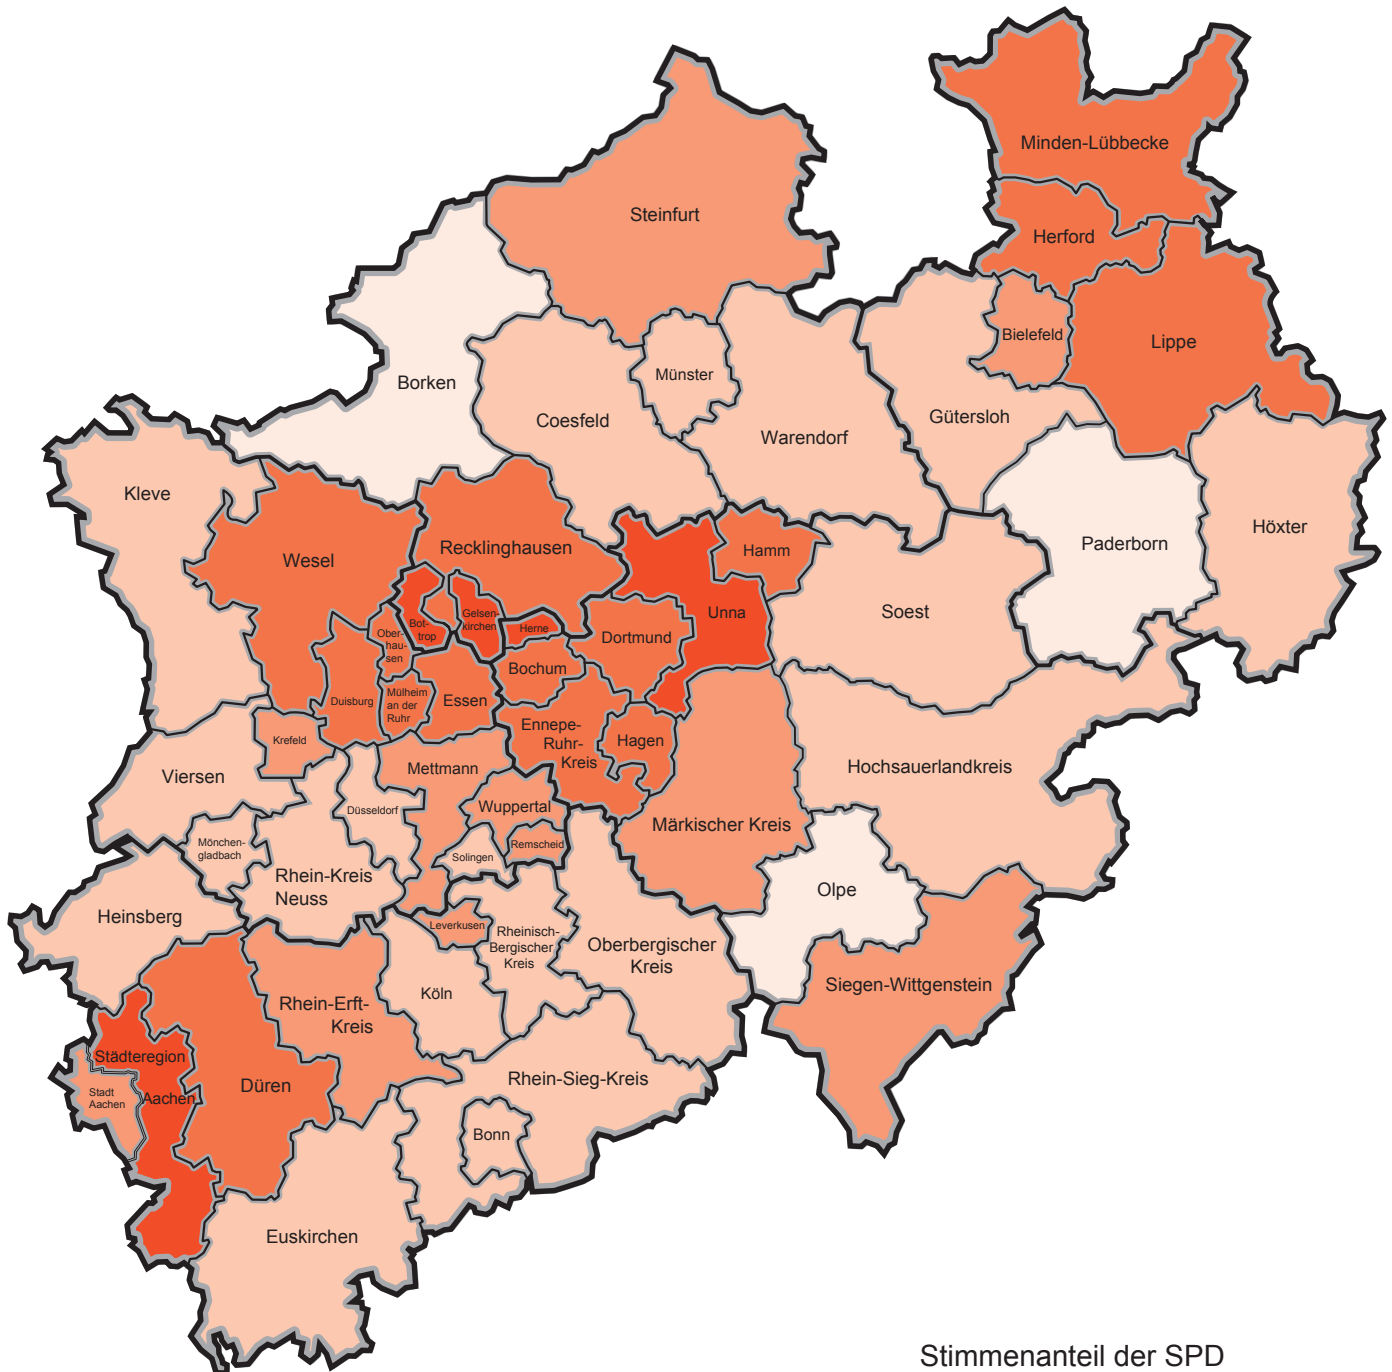 Minden-Lübbecke
Steinfurt
Herford
Bielefeld
Lippe
Borken
Münster
Coesfeld
Warendorf
Gütersloh
Kleve
Höxter
Paderborn
Recklinghausen
Hamm
Wesel
Unna
Soest
Gelsen-
kirchen
Bot-
trop
Herne
Dortmund
Ober-
hau-
sen
Bochum
Duisburg
Mülheim
an der
Ruhr
Essen
Ennepe-
Ruhr-
Kreis
Hagen
Krefeld
Viersen
Mettmann
Hochsauerlandkreis
Düsseldorf
Wuppertal
Märkischer Kreis
Mönchen-
gladbach
Remscheid
Solingen
Rhein-Kreis
Neuss
Olpe
Heinsberg
Leverkusen
Rheinisch-
Bergischer
Kreis
Oberbergischer
Kreis
Siegen-Wittgenstein
Köln
Rhein-Erft-
Kreis
Städteregion
Aachen
Stadt
Aachen
Düren
Rhein-Sieg-Kreis
Bonn
Euskirchen
Stimmenanteil der SPD